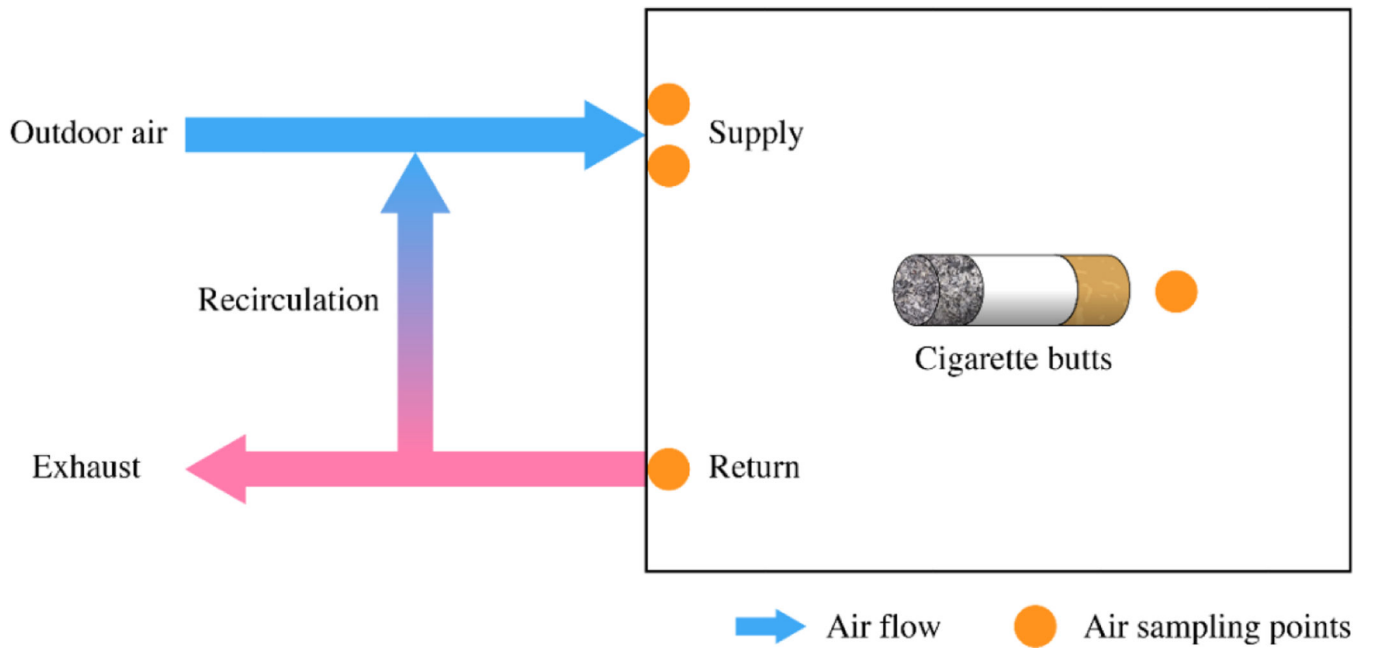 Outdoor air
Supply
Recirculation
Cigarette butts
Exhaust
Return
Air flow
Air sampling points